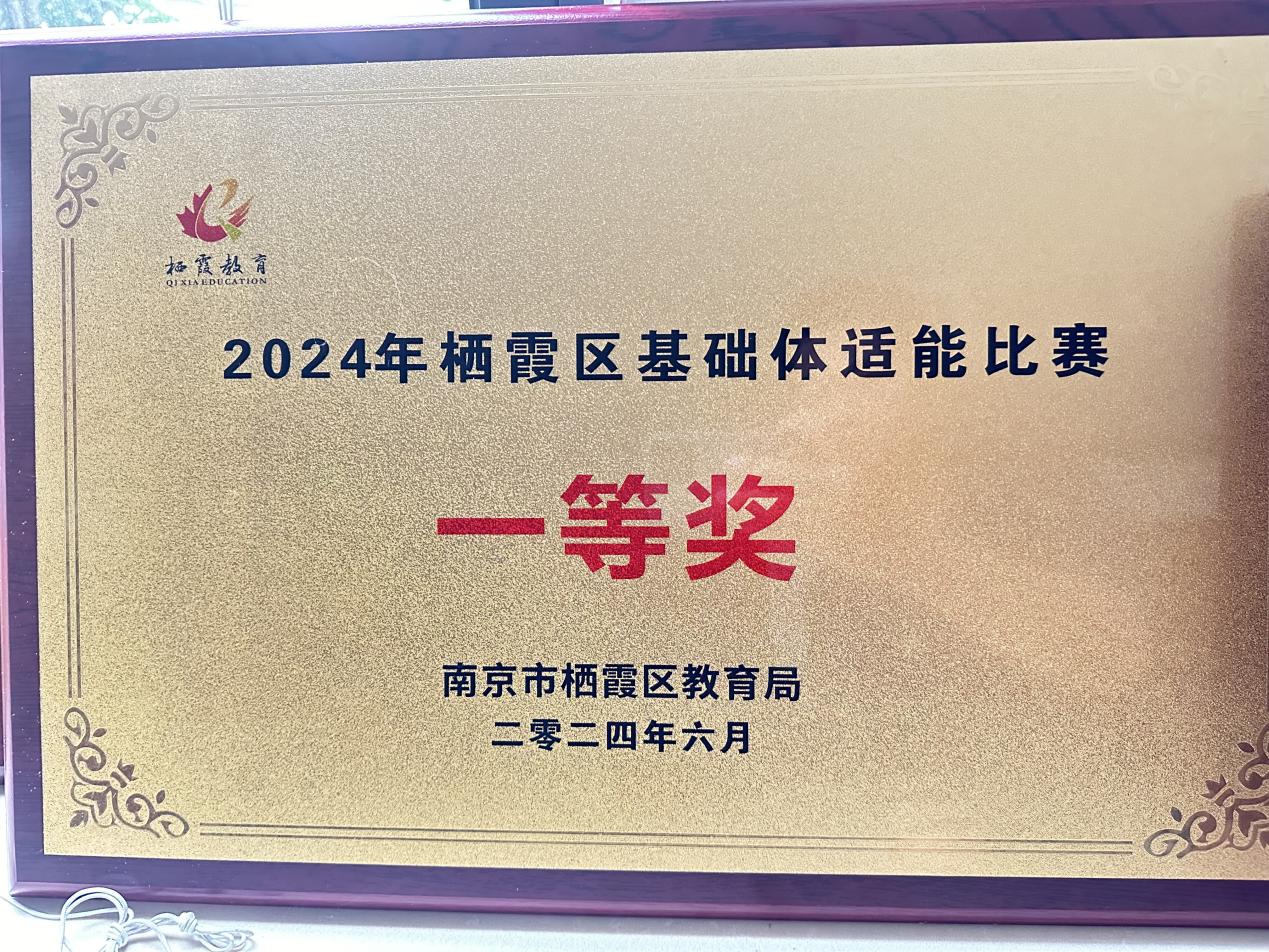 栖霞教育
QI XIA EDUCATION
2024年栖霞区基础体适能比赛
一等奖
南京市栖霞区教育局
二零二四年六月